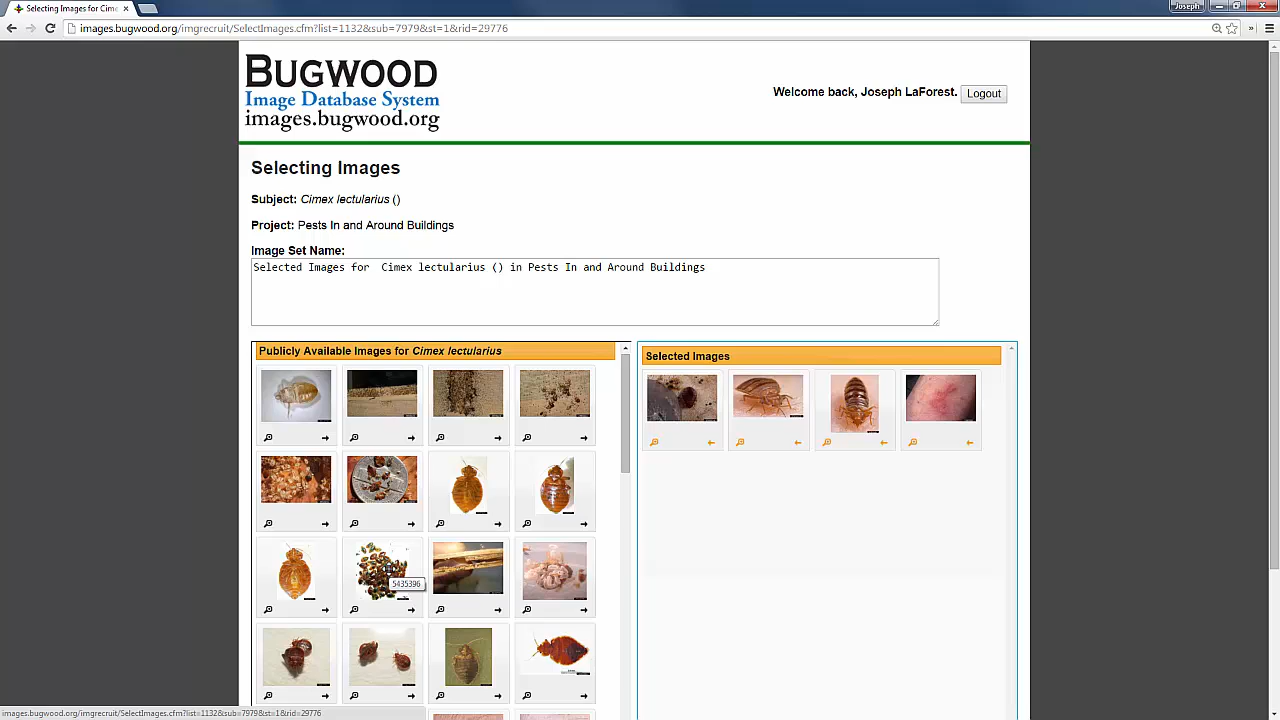 Selecting Images for Cime
Joseph
images.bugwood.org/imgrecruit/SelectImages.cfm?list=1132&sub=7979&st=1&rid=29776
BUGWOOD
Image Database System
images.bugwood.org
Welcome back, Joseph LaForest.
Logout
Selecting Images
Subject: Cimex lectularius ()
Project: Pests In and Around Buildings
Image Set Name:
Selected Images for  Cimex lectularius () in Pests In and Around Buildings
Publicly Available Images for Cimex lectularius
Selected Images
5435396
images.bugwood.org/imgrecruit/SelectImages.cfm?list=1132&sub=7979&st=1&rid=29776